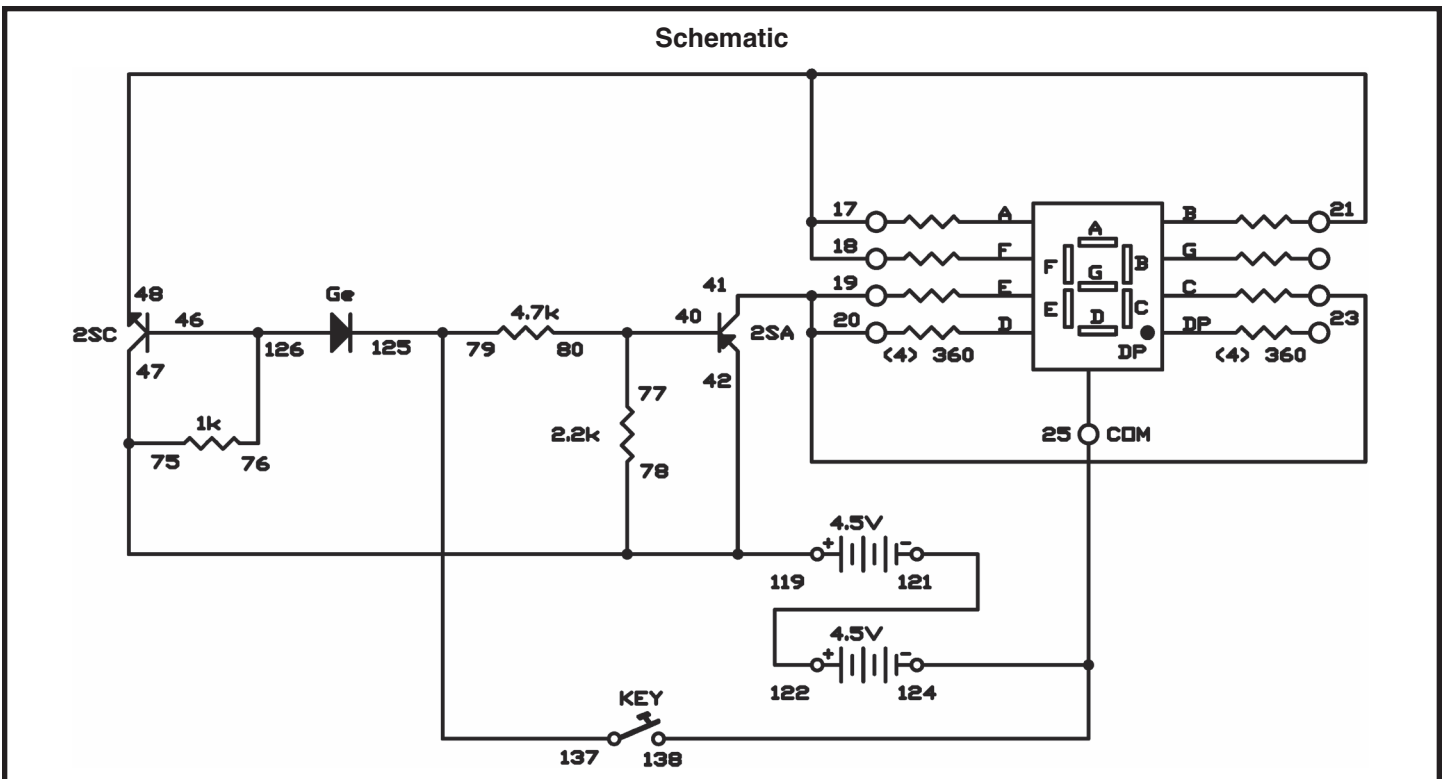 Schematic
17 A B 21
A
18 F G
F B
G
48 Ge 41 19 E C
E C
46 4.7k 40 D
2SC 2SA 20 D DP 23
126 125 79 80 DP
47 42 (4) 360 (4) 360
77
1k 2.2k 25 COM
75 76 78
4.5V
+ -
119 121
4.5V
+ -
122 124
KEY
137 138